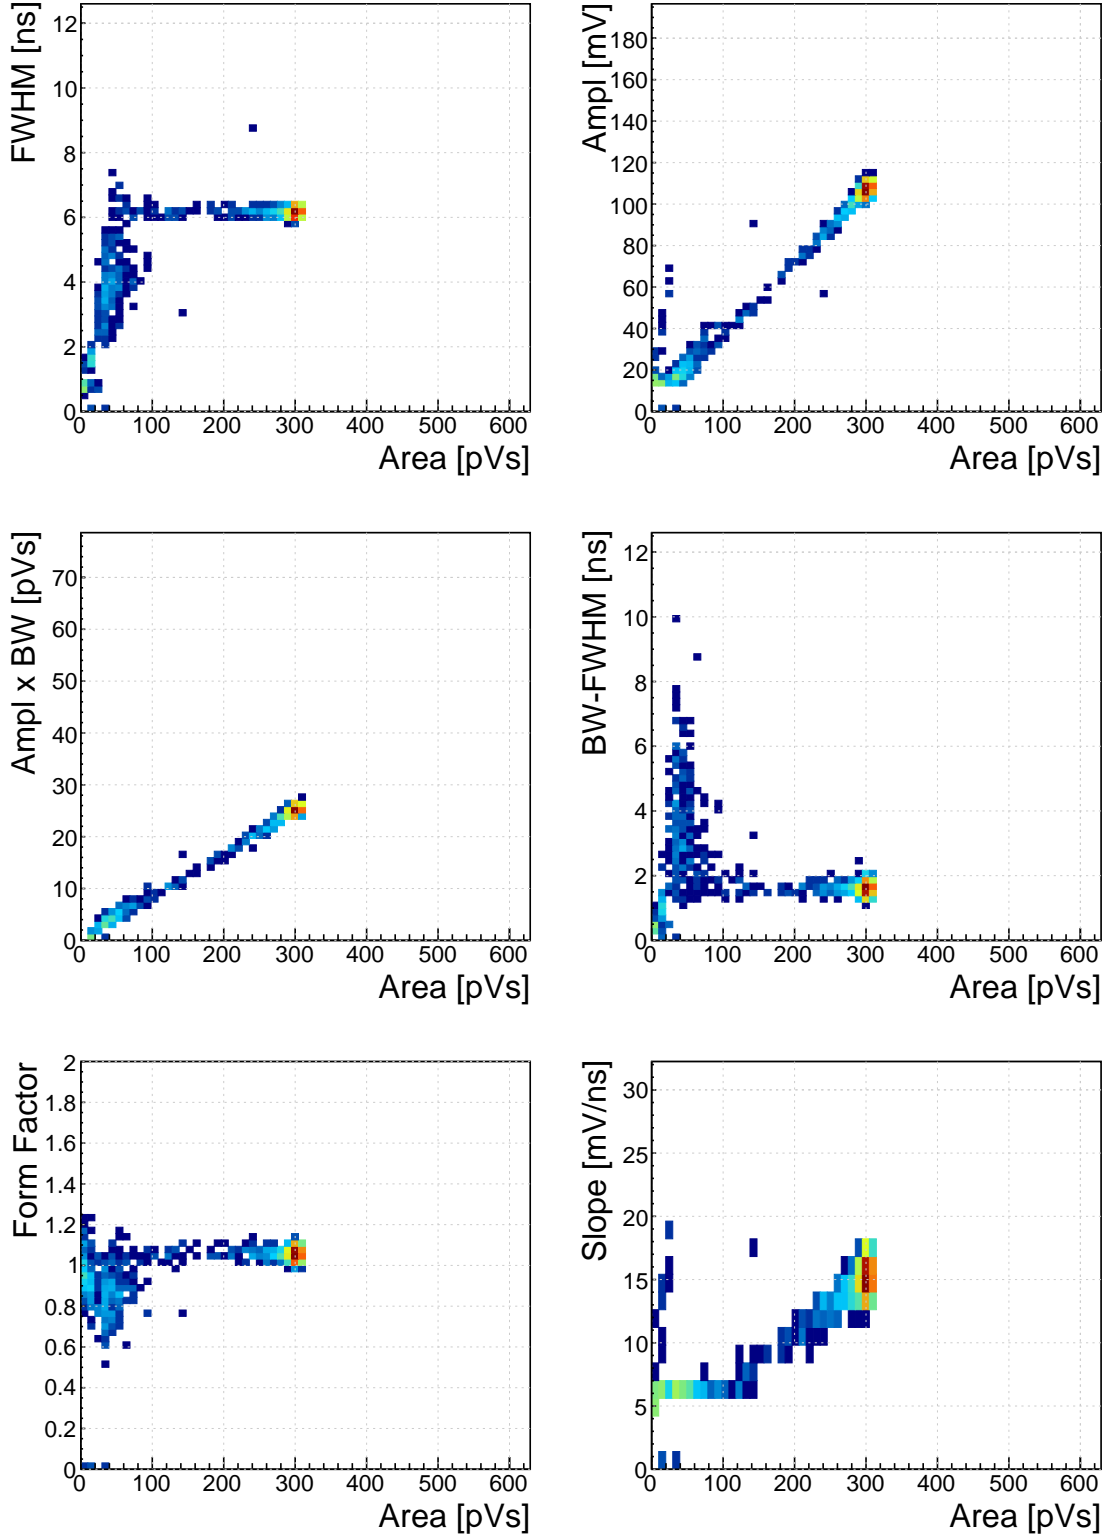 FWHM [ns]
12
10
8
6
4
2
0
0 100 200 300 400 500 600
Area [pVs]
Ampl [mV]
180
160
140
120
100
80
60
40
20
0
0 100 200 300 400 500 600
Area [pVs]
Ampl x BW [pVs]
70
60
50
40
30
20
10
0
0 100 200 300 400 500 600
Area [pVs]
BW-FWHM [ns]
12
10
8
6
4
2
0
0 100 200 300 400 500 600
Area [pVs]
Form Factor
2
1.8
1.6
1.4
1.2
1
0.8
0.6
0.4
0.2
0
0 100 200 300 400 500 600
Area [pVs]
Slope [mV/ns]
30
25
20
15
10
5
0
0 100 200 300 400 500 600
Area [pVs]